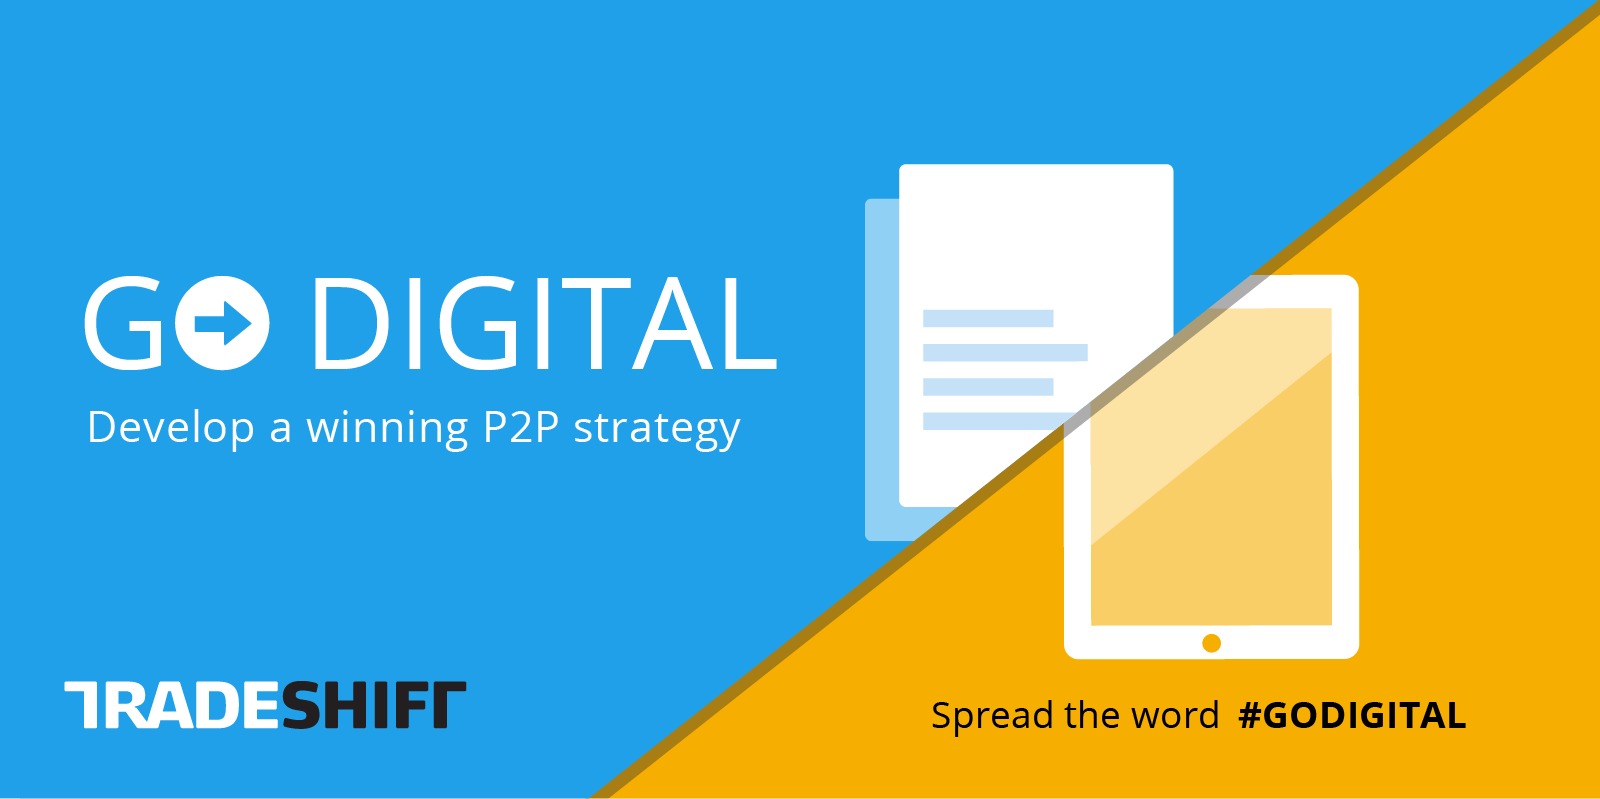 GO DIGITAL
Develop a winning P2P strategy
TRADESHIFT
Spread the word #GODIGITAL